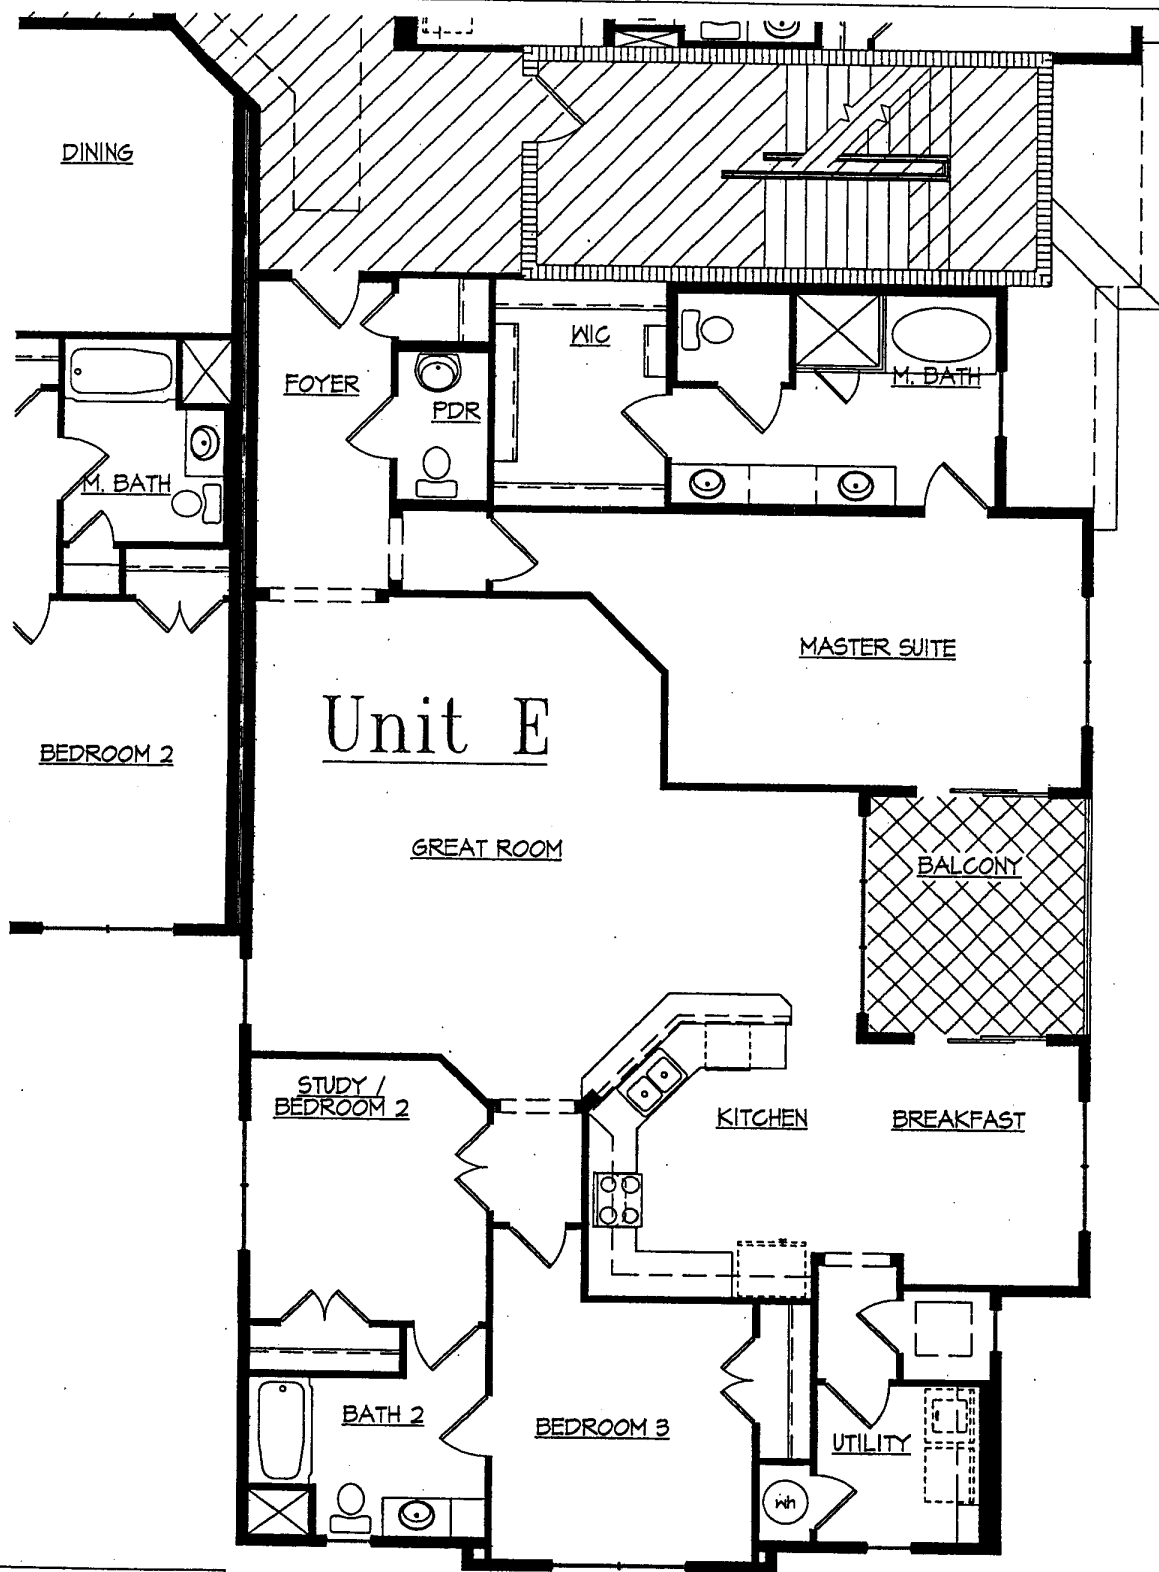 DINING
WIC
M. BATH
FOYER
PDR
M. BATH
MASTER SUITE
Unit E
BEDROOM 2
GREAT ROOM
BALCONY
STUDY /
BEDROOM 2
KITCHEN
BREAKFAST
BATH 2
BEDROOM 3
UTILITY
WH